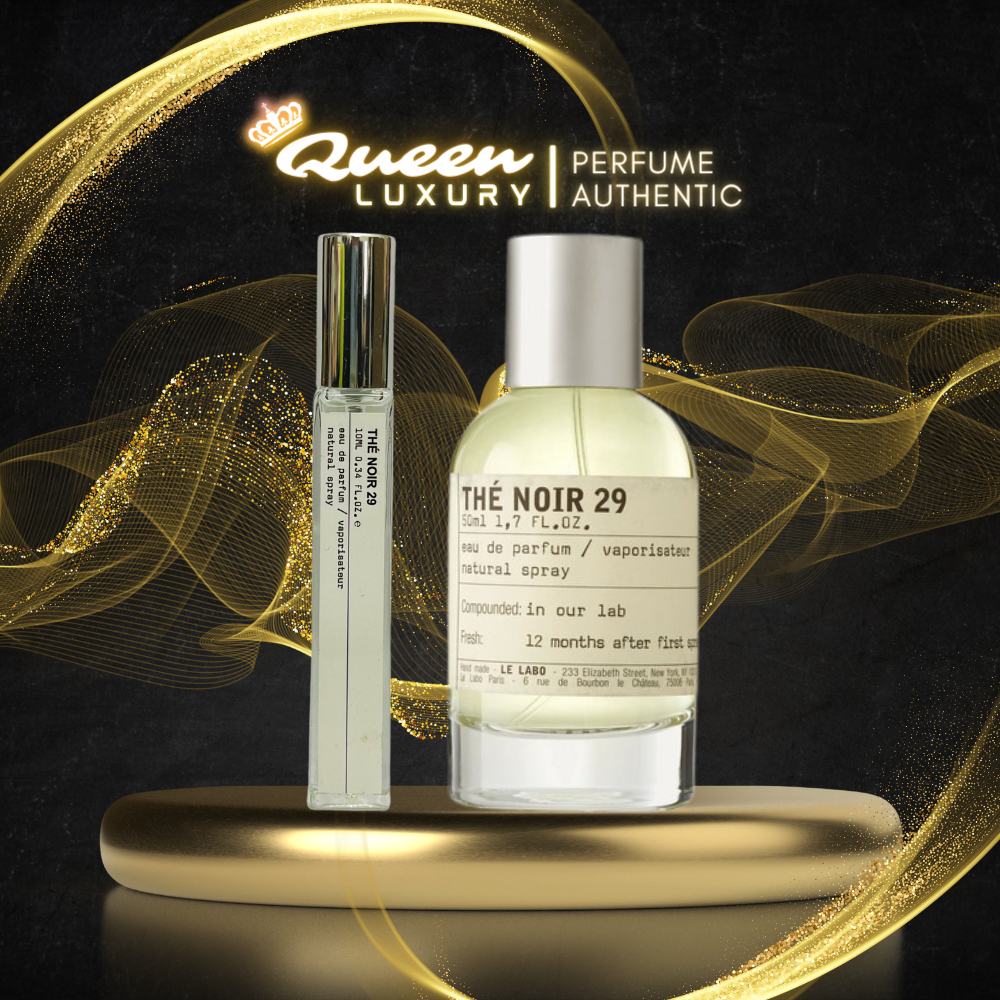 Queen
LUXURY
PERFUME
AUTHENTIC
THÉ NOIR 29
10ML 0.34 FL.OZ. e
eau de parfum / vaporisateur
natural spray
THÉ NOIR 29
50ml 1,7 FL.OZ.
eau de parfum / vaporisateur
natural spray
Compounded: in our lab
Fresh: 12 months after first
Hand made - LE LABO - 233 Elizabeth Street, New York, NY
Le Labo Paris - 6 rue de Bourbon le Château, 75006